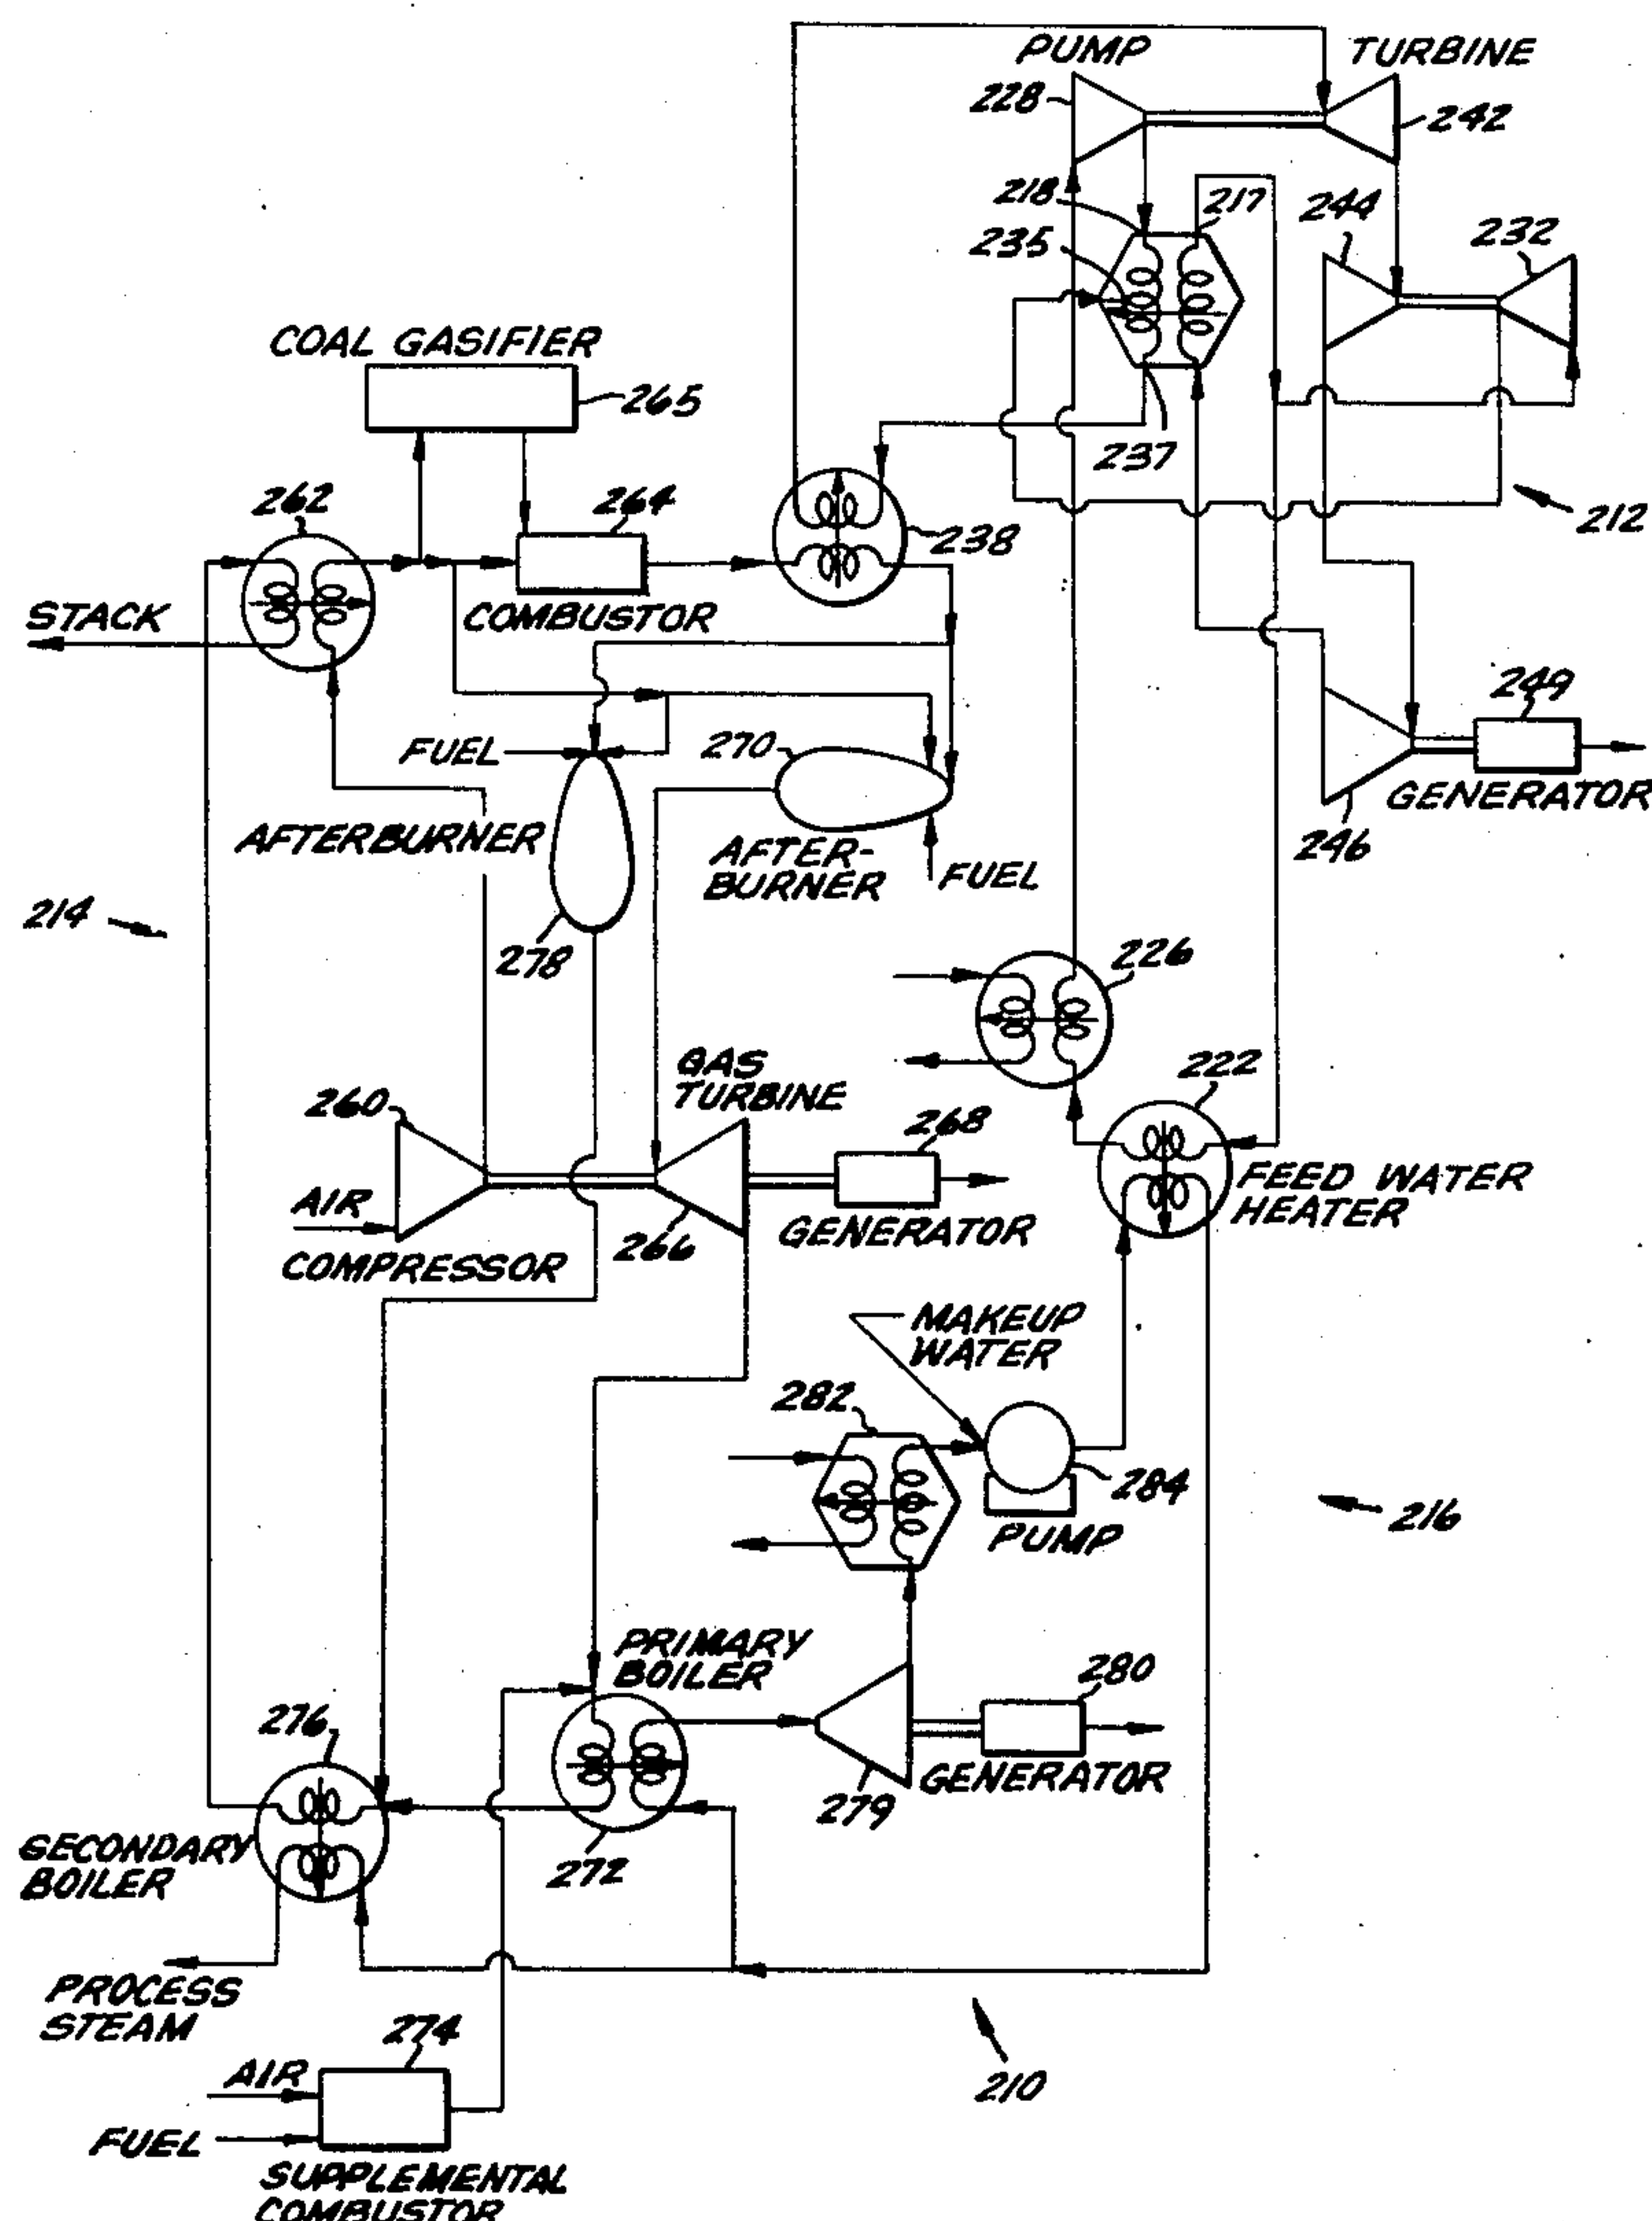 PUMP
TURBINE
228
242
218
217
244
235
232
COAL GASIFIER
265
237
262
264
212
238
STACK
COMBUSTOR
249
FUEL
270
GENERATOR
AFTERBURNER
AFTER-
BURNER
FUEL
246
214
278
226
GAS
TURBINE
222
260
268
AIR
FEED WATER
HEATER
266
GENERATOR
COMPRESSOR
MAKEUP
WATER
282
284
216
PUMP
PRIMARY
BOILER
280
276
279
GENERATOR
SECONDARY
BOILER
272
PROCESS
STEAM
274
AIR
210
FUEL
SUPPLEMENTAL
COMBUSTOR